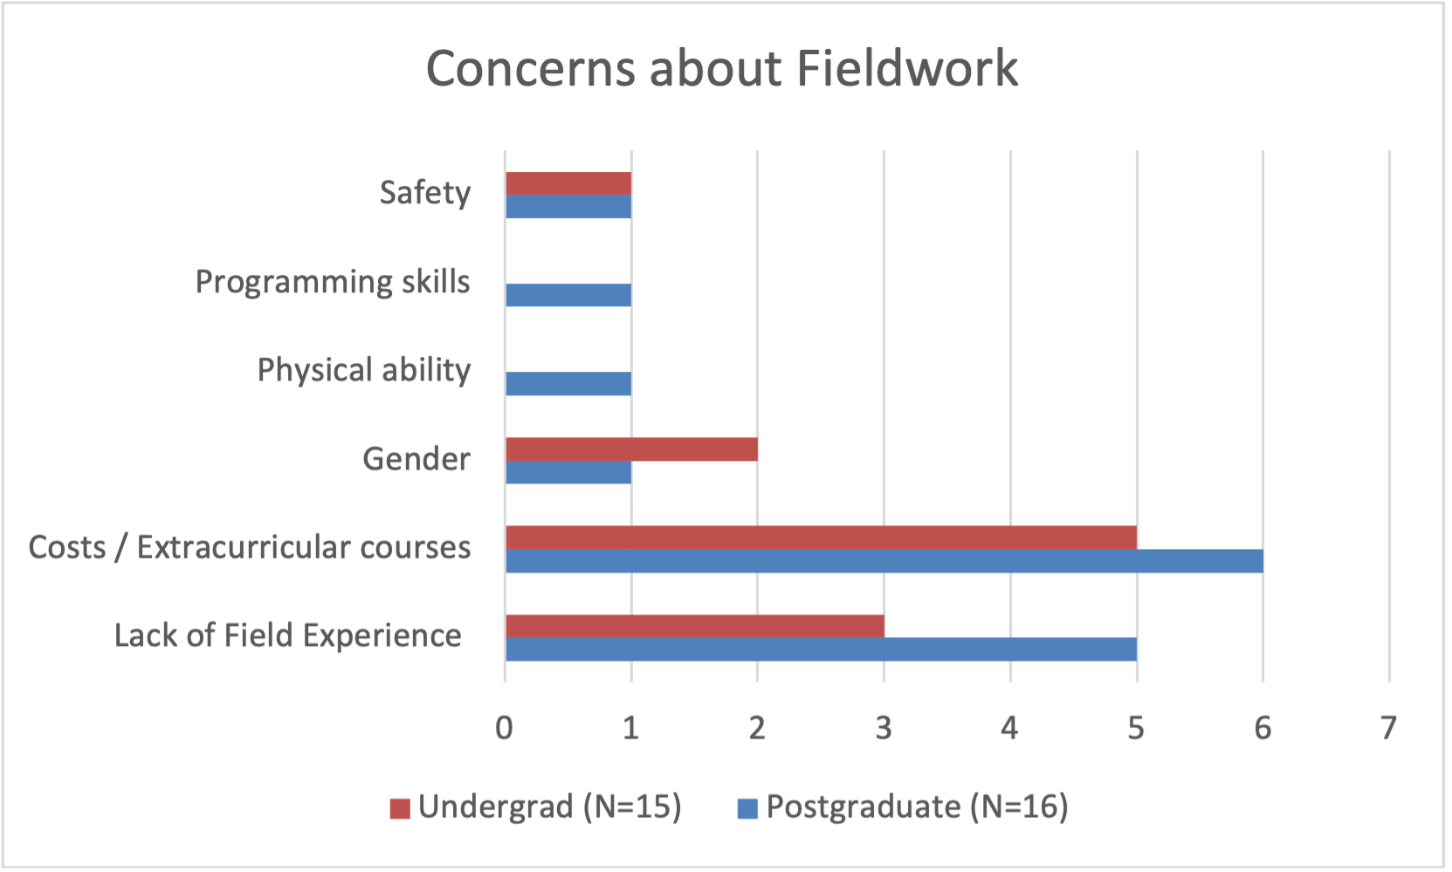 Concerns about Fieldwork
Safety
Programming skills
Physical ability
Gender
Costs / Extracurricular courses
Lack of Field Experience
0 1 2 3 4 5 6 7
Undergrad (N=15) Postgraduate (N=16)